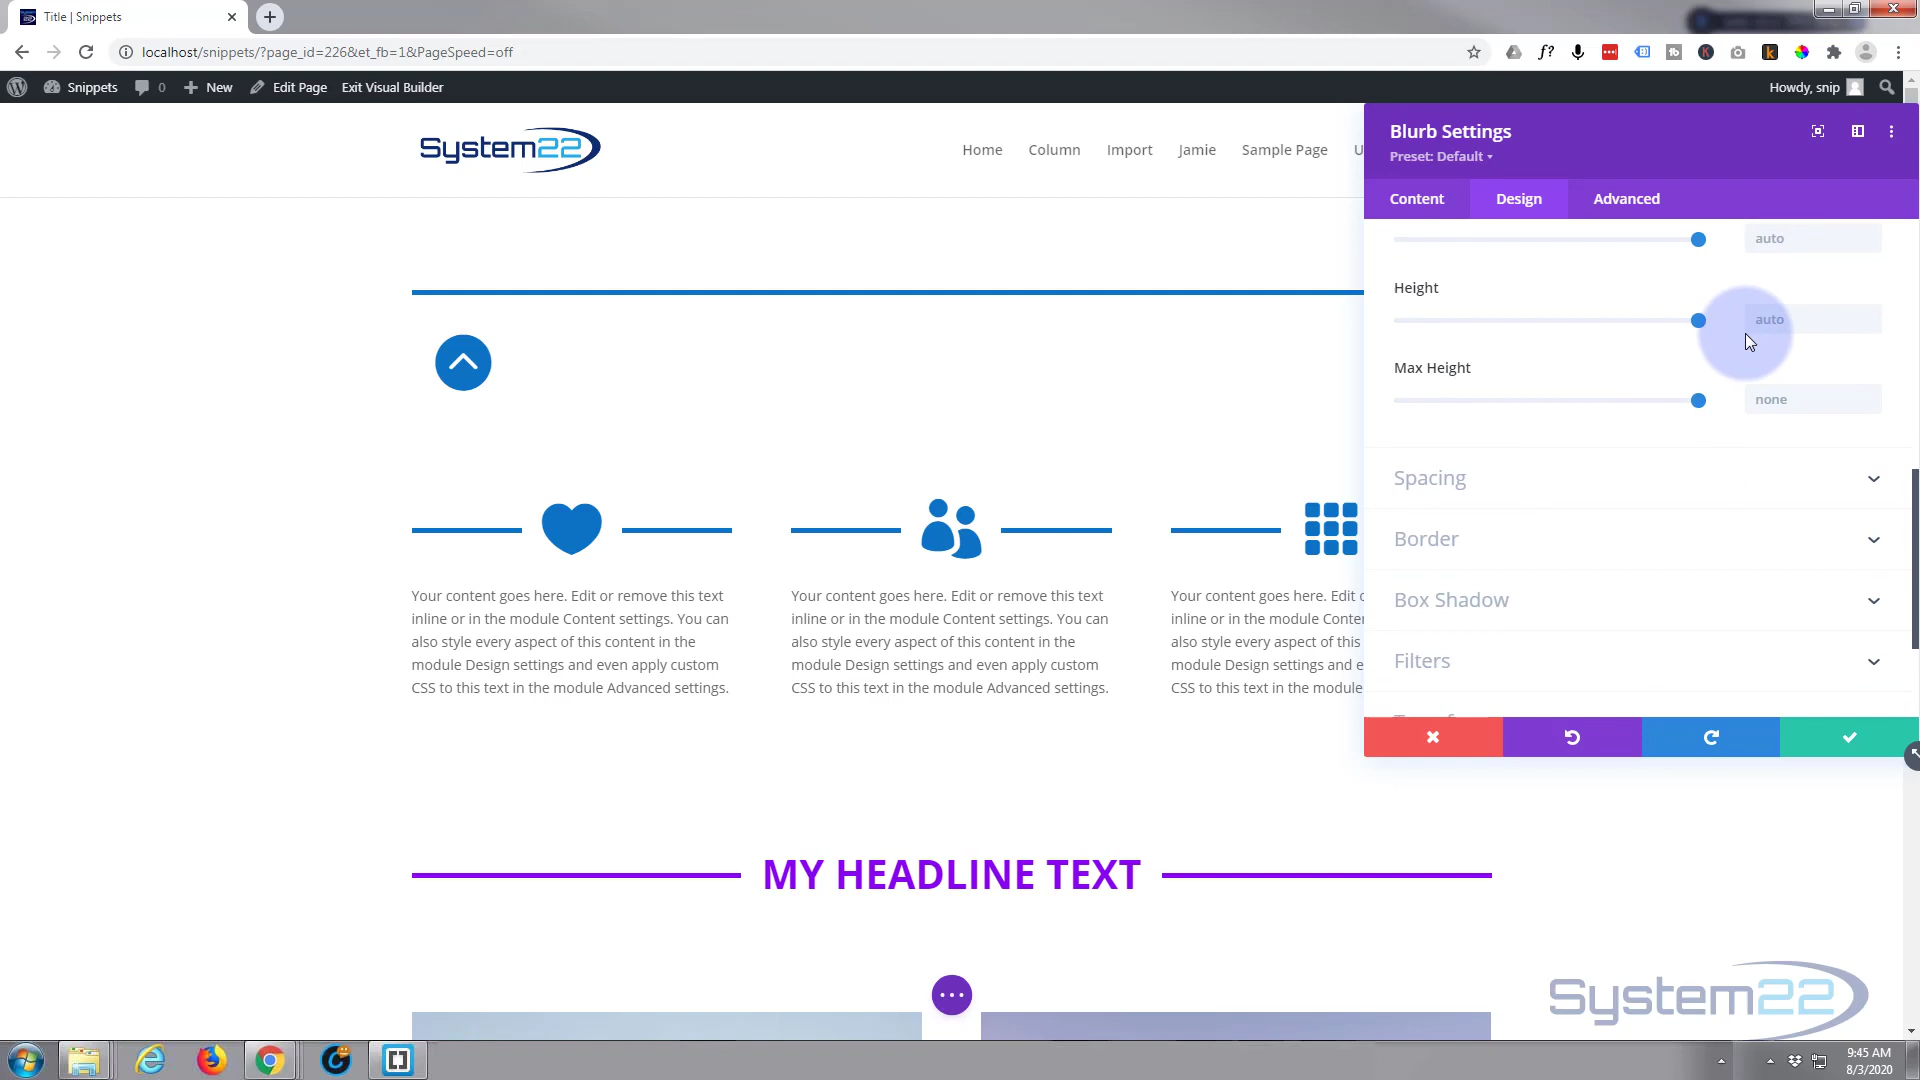 Title | Snippets
localhost/snippets/?page_id=226&et_fb=1&PageSpeed=off
Snippets 0 New Edit Page Exit Visual Builder Howdy, snip
System22 Home Column Import Jamie Sample Page U
Blurb Settings
Preset: Default
Content Design Advanced
auto
Height
auto
Max Height
none
Spacing
Border
Box Shadow
Filters
Your content goes here. Edit or remove this text
inline or in the module Content settings. You can
also style every aspect of this content in the
module Design settings and even apply custom
CSS to this text in the module Advanced settings.
Your content goes here. Edit or remove this text
inline or in the module Content settings. You can
also style every aspect of this content in the
module Design settings and even apply custom
CSS to this text in the module Advanced settings.
Your content goes here. Edit
inline or in the module
also style every aspect of this
module Design settings and e
CSS to this text in the module
MY HEADLINE TEXT
System22
9:45 AM
8/3/2020